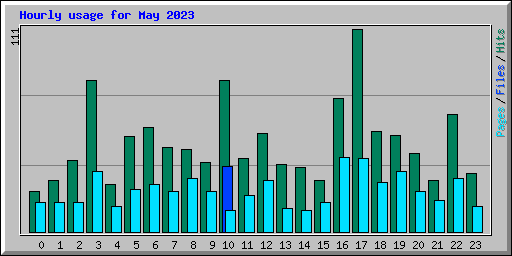 Hourly usage for May 2023
111
Pages / Files / Hits
0 1 2 3 4 5 6 7 8 9 10 11 12 13 14 15 16 17 18 19 20 21 22 23